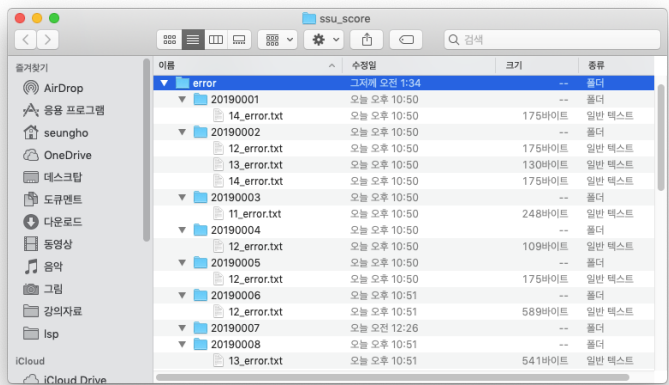 ssu_score
검색
즐겨찾기
AirDrop
응용 프로그램
seungho
OneDrive
데스크탑
도큐멘트
다운로드
동영상
음악
그림
강의자료
lsp
iCloud
iCloud Drive
이름 수정일 크기 종류
error 그저께 오전 1:34 -- 폴더
20190001 오늘 오후 10:50 -- 폴더
14_error.txt 오늘 오후 10:50 175바이트 일반 텍스트
20190002 오늘 오후 10:50 -- 폴더
12_error.txt 오늘 오후 10:50 175바이트 일반 텍스트
13_error.txt 오늘 오후 10:50 130바이트 일반 텍스트
14_error.txt 오늘 오후 10:50 175바이트 일반 텍스트
20190003 오늘 오후 10:50 -- 폴더
11_error.txt 오늘 오후 10:50 248바이트 일반 텍스트
20190004 오늘 오후 10:50 -- 폴더
12_error.txt 오늘 오후 10:50 109바이트 일반 텍스트
20190005 오늘 오후 10:50 -- 폴더
12_error.txt 오늘 오후 10:50 175바이트 일반 텍스트
20190006 오늘 오후 10:51 -- 폴더
12_error.txt 오늘 오후 10:51 589바이트 일반 텍스트
20190007 오늘 오전 12:26 -- 폴더
20190008 오늘 오후 10:51 -- 폴더
13_error.txt 오늘 오후 10:51 541바이트 일반 텍스트